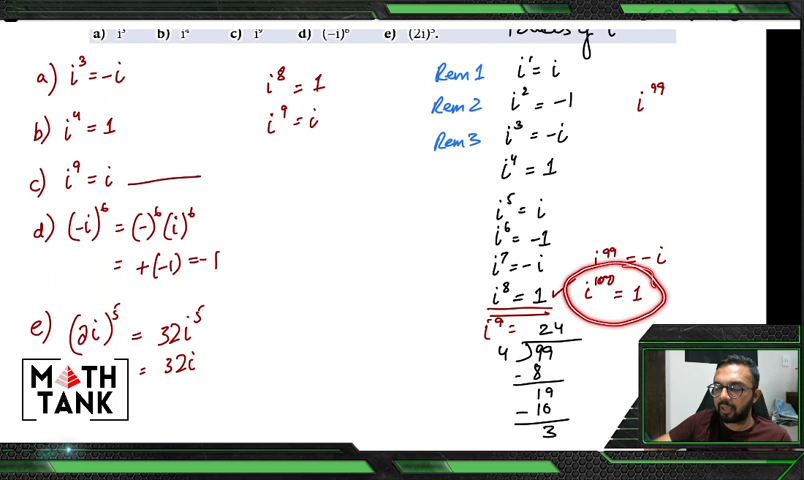 a) i³ b) i⁴ c) i⁹ d) (−i)⁶ e) (2i)⁵.
a) i³ = -i
b) i⁴ = 1
c) i⁹ = i
d) (-i)⁶ = (-)⁶ (i)⁶
= +(-1) = -1
e) (2i)⁵ = 32i⁵
= 32i
i⁸ = 1
i⁹ = i
Rem 1 i¹ = i
Rem 2 i² = -1
Rem 3 i³ = -i
i⁴ = 1
i⁵ = i
i⁶ = -1
i⁷ = -i
i⁸ = 1
i⁹ =
24
4 99
- 8
19
- 16
3
i⁹⁹
i⁹⁹ = -i
i¹⁰⁰ = 1
MATH
TANK